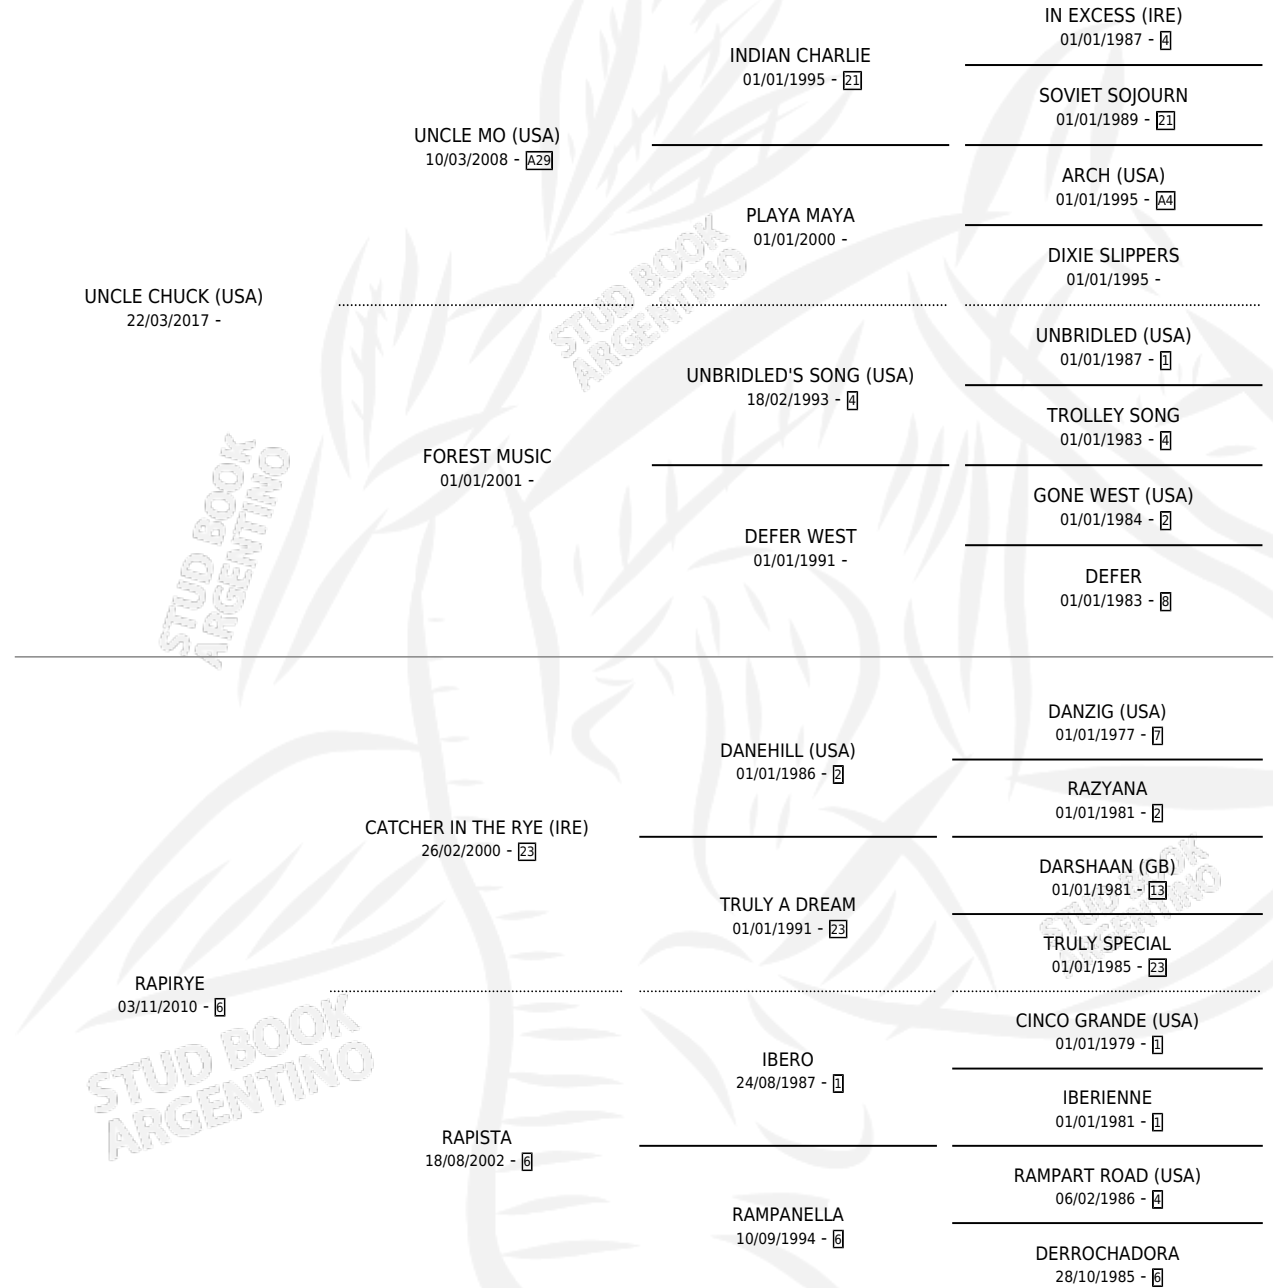 IN EXCESS (IRE)
01/01/1987 - 4
INDIAN CHARLIE
01/01/1995 - 21
SOVIET SOJOURN
01/01/1989 - 21
UNCLE MO (USA)
10/03/2008 - A29
ARCH (USA)
01/01/1995 - A4
PLAYA MAYA
01/01/2000 -
DIXIE SLIPPERS
01/01/1995 -
UNCLE CHUCK (USA)
22/03/2017 -
UNBRIDLED (USA)
01/01/1987 - 1
UNBRIDLED'S SONG (USA)
18/02/1993 - 4
TROLLEY SONG
01/01/1983 - 4
FOREST MUSIC
01/01/2001 -
GONE WEST (USA)
01/01/1984 - 2
DEFER WEST
01/01/1991 -
DEFER
01/01/1983 - 8
DANZIG (USA)
01/01/1977 - 7
DANEHILL (USA)
01/01/1986 - 2
RAZYANA
01/01/1981 - 2
CATCHER IN THE RYE (IRE)
26/02/2000 - 23
DARSHAAN (GB)
01/01/1981 - 13
TRULY A DREAM
01/01/1991 - 23
TRULY SPECIAL
01/01/1985 - 23
RAPIRYE
03/11/2010 - 6
CINCO GRANDE (USA)
01/01/1979 - 1
IBERO
24/08/1987 - 1
IBERIENNE
01/01/1981 - 1
RAPISTA
18/08/2002 - 6
RAMPART ROAD (USA)
06/02/1986 - 4
RAMPANELLA
10/09/1994 - 6
DERROCHADORA
28/10/1985 - 6
STUD BOOK
ARGENTINO
STUD BOOK
ARGENTINO
STUD BOOK
ARGENTINO
STUD BOOK
ARGENTINO